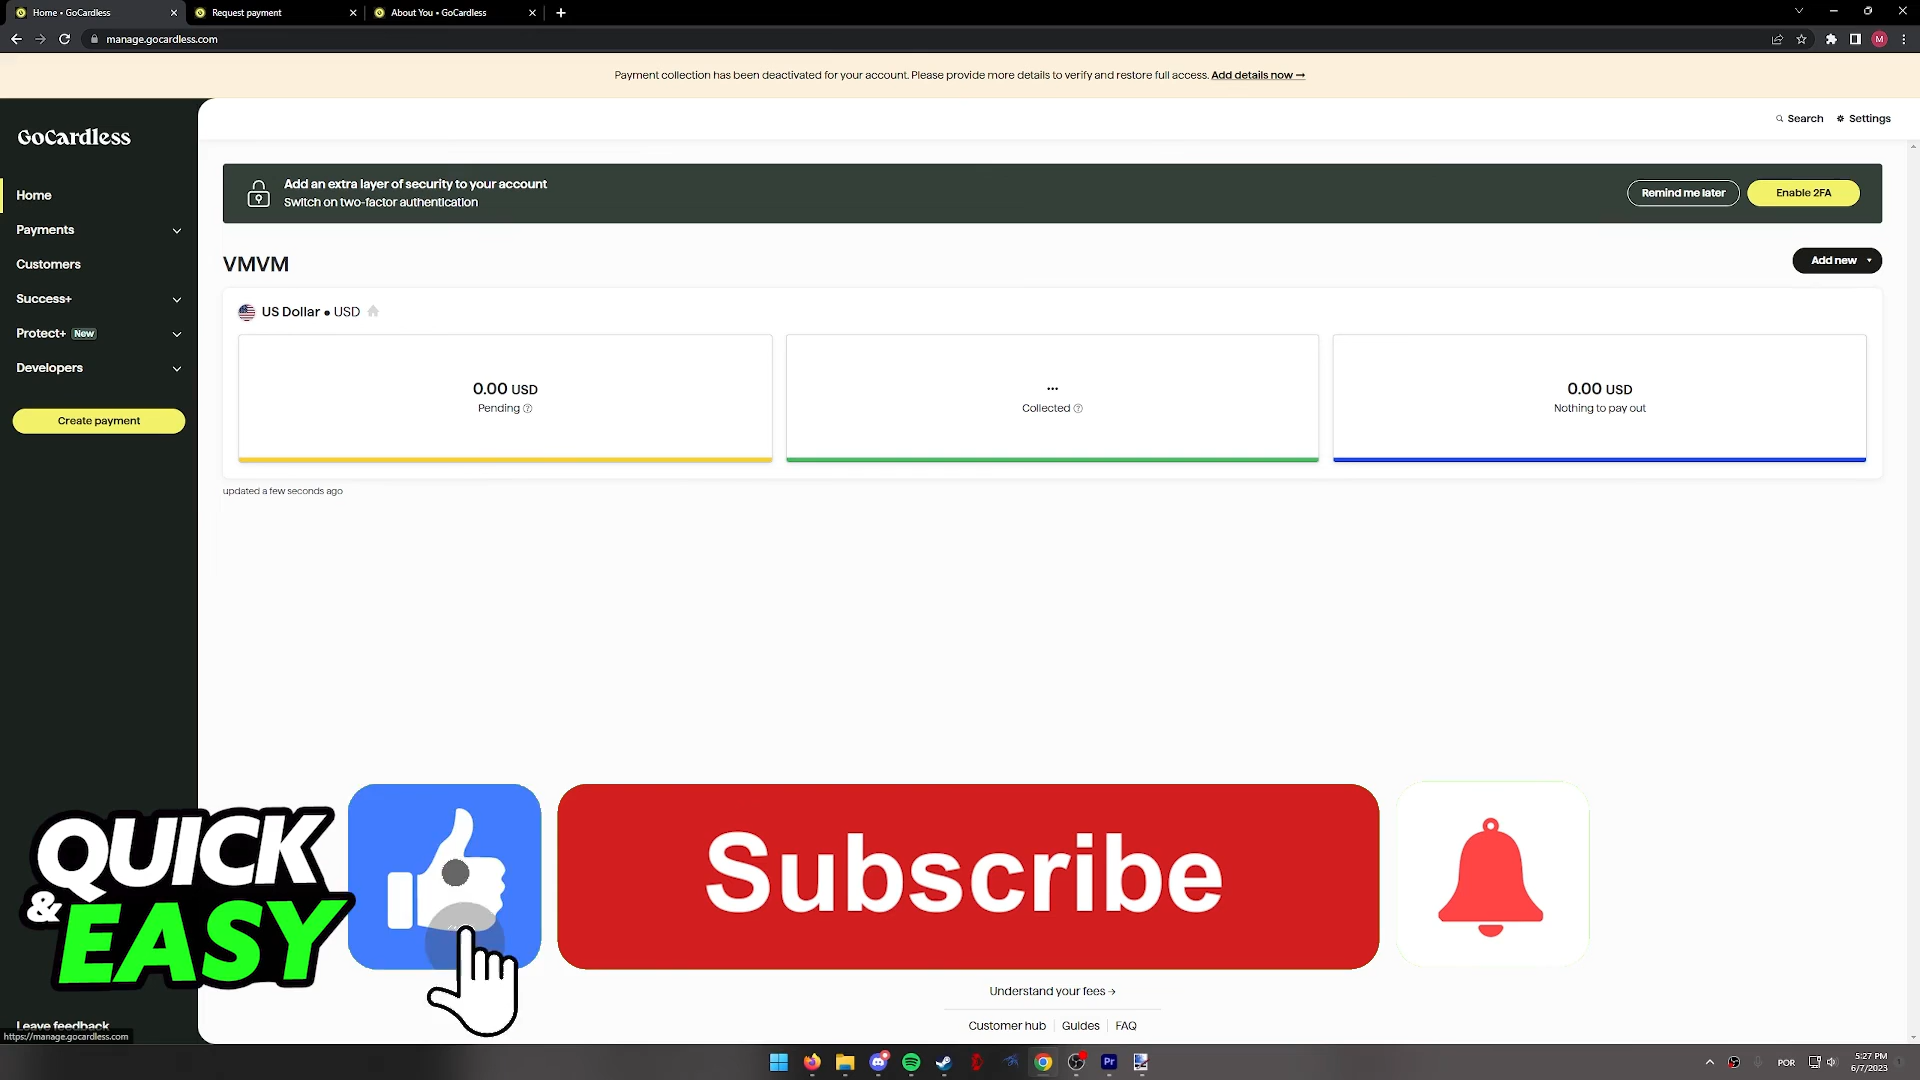 Home • GoCardless
Request payment
About You • GoCardless
manage.gocardless.com
M
Payment collection has been deactivated for your account. Please provide more details to verify and restore full access. Add details now →
GoCardless
Search
Settings
Home
Payments
Customers
Success+
Protect+ New
Developers
Create payment
Add an extra layer of security to your account
Switch on two-factor authentication
Remind me later
Enable 2FA
VMVM
Add new
US Dollar • USD
0.00 USD
Pending
...
Collected
0.00 USD
Nothing to pay out
updated a few seconds ago
QUICK
& EASY
Subscribe
Understand your fees →
Customer hub
Guides
FAQ
Leave feedback
https://manage.gocardless.com
Pr
POR
5:27 PM
6/7/2023